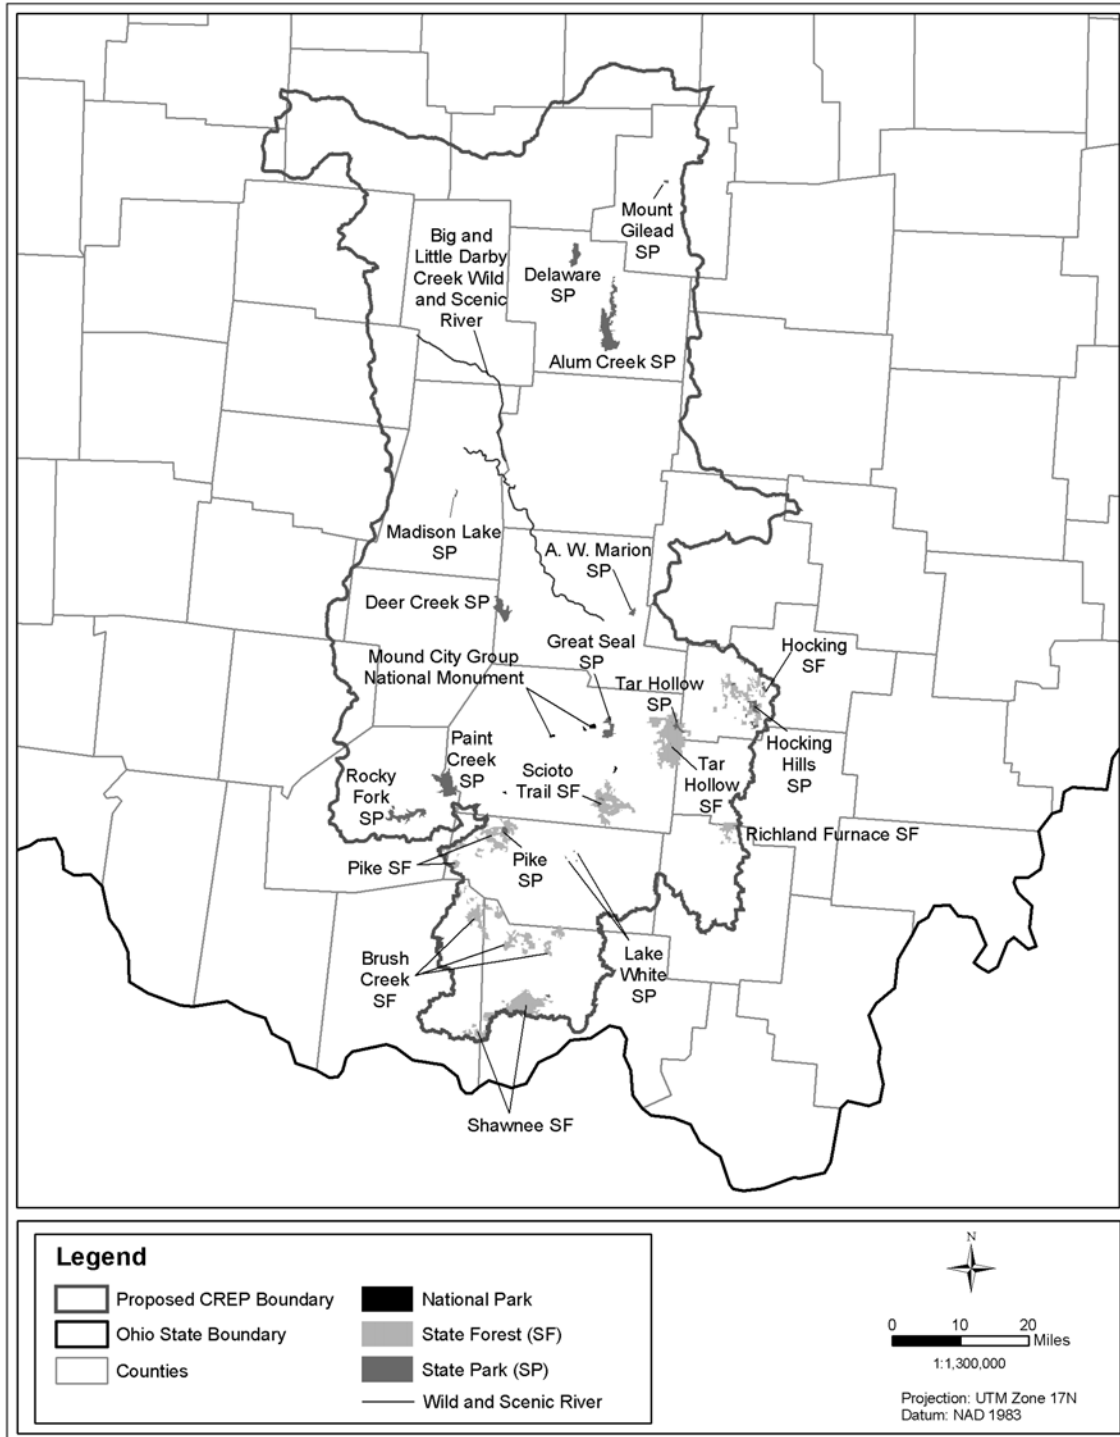 Mount
Gilead
SP
Big and
Little Darby
Creek Wild
and Scenic
River
Delaware
SP
Alum Creek SP
Madison Lake
SP
A. W. Marion
SP
Deer Creek SP
Great Seal
SP
Mound City Group
National Monument
Hocking
SF
Tar Hollow
SP
Hocking
Hills
SP
Paint
Creek
SP
Rocky
Fork
SP
Scioto
Trail SF
Tar
Hollow
SF
Richland Furnace SF
Pike SF
Pike
SP
Brush
Creek
SF
Lake
White
SP
Shawnee SF
Legend
Proposed CREP Boundary
Ohio State Boundary
Counties
National Park
State Forest (SF)
State Park (SP)
Wild and Scenic River
N
0 10 20
Miles
1:1,300,000
Projection: UTM Zone 17N
Datum: NAD 1983